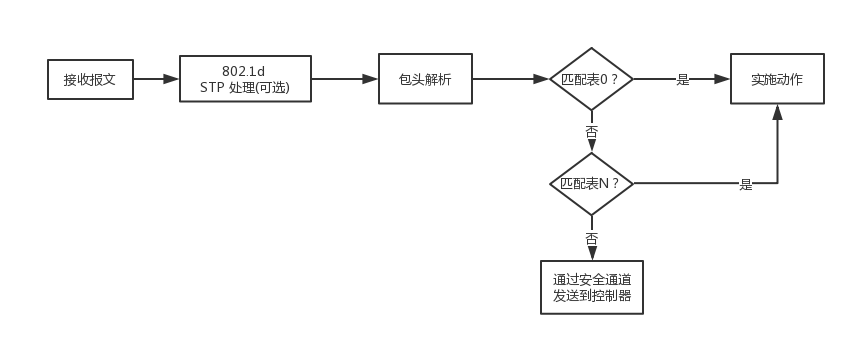 接收报文
802.1d
STP 处理(可选)
包头解析
匹配表0？
是
实施动作
否
匹配表N？
是
否
通过安全通道
发送到控制器